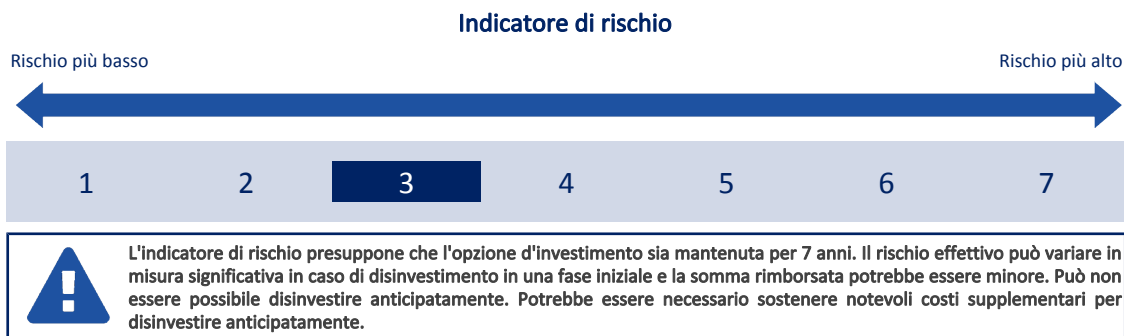 Indicatore di rischio
Rischio più basso
Rischio più alto
1 2 3 4 5 6 7
L'indicatore di rischio presuppone che l'opzione d'investimento sia mantenuta per 7 anni. Il rischio effettivo può variare in
misura significativa in caso di disinvestimento in una fase iniziale e la somma rimborsata potrebbe essere minore. Può non
essere possibile disinvestire anticipatamente. Potrebbe essere necessario sostenere notevoli costi supplementari per
disinvestire anticipatamente.